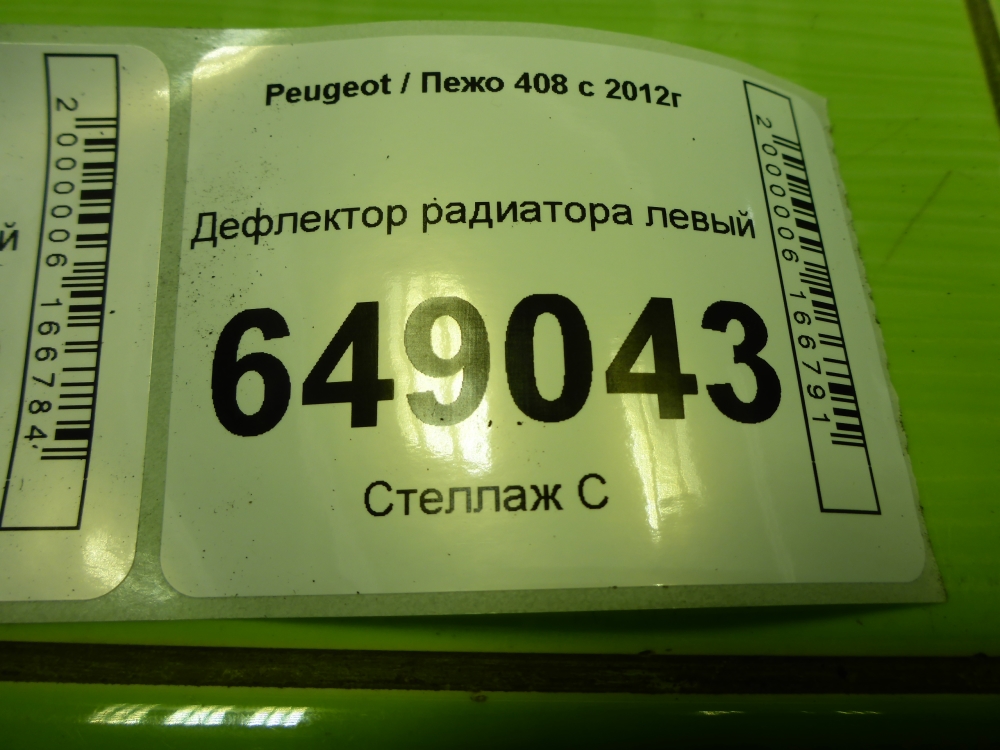 Peugeot / Пежо 408 с 2012г
Дефлектор радиатора левый
649043
Стеллаж С
2000006166791
2000006166784
й